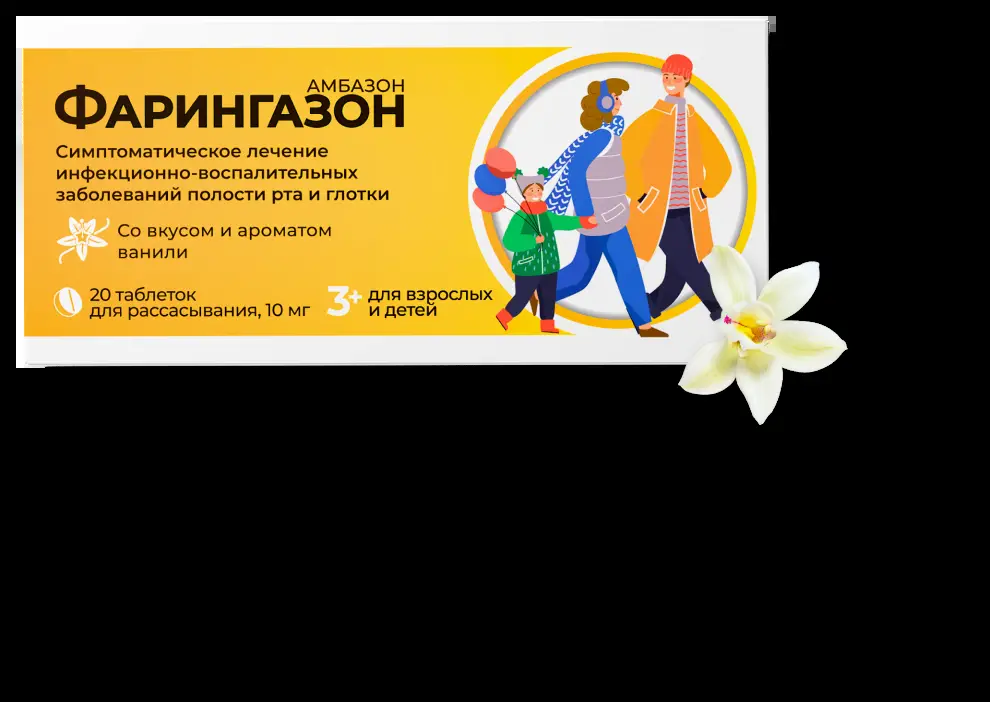 АМБАЗОН
ФАРИНГАЗОН
Симптоматическое лечение
инфекционно-воспалительных
заболеваний полости рта и глотки
Со вкусом и ароматом
ванили
20 таблеток
для рассасывания, 10 мг
3+ для взрослых
и детей